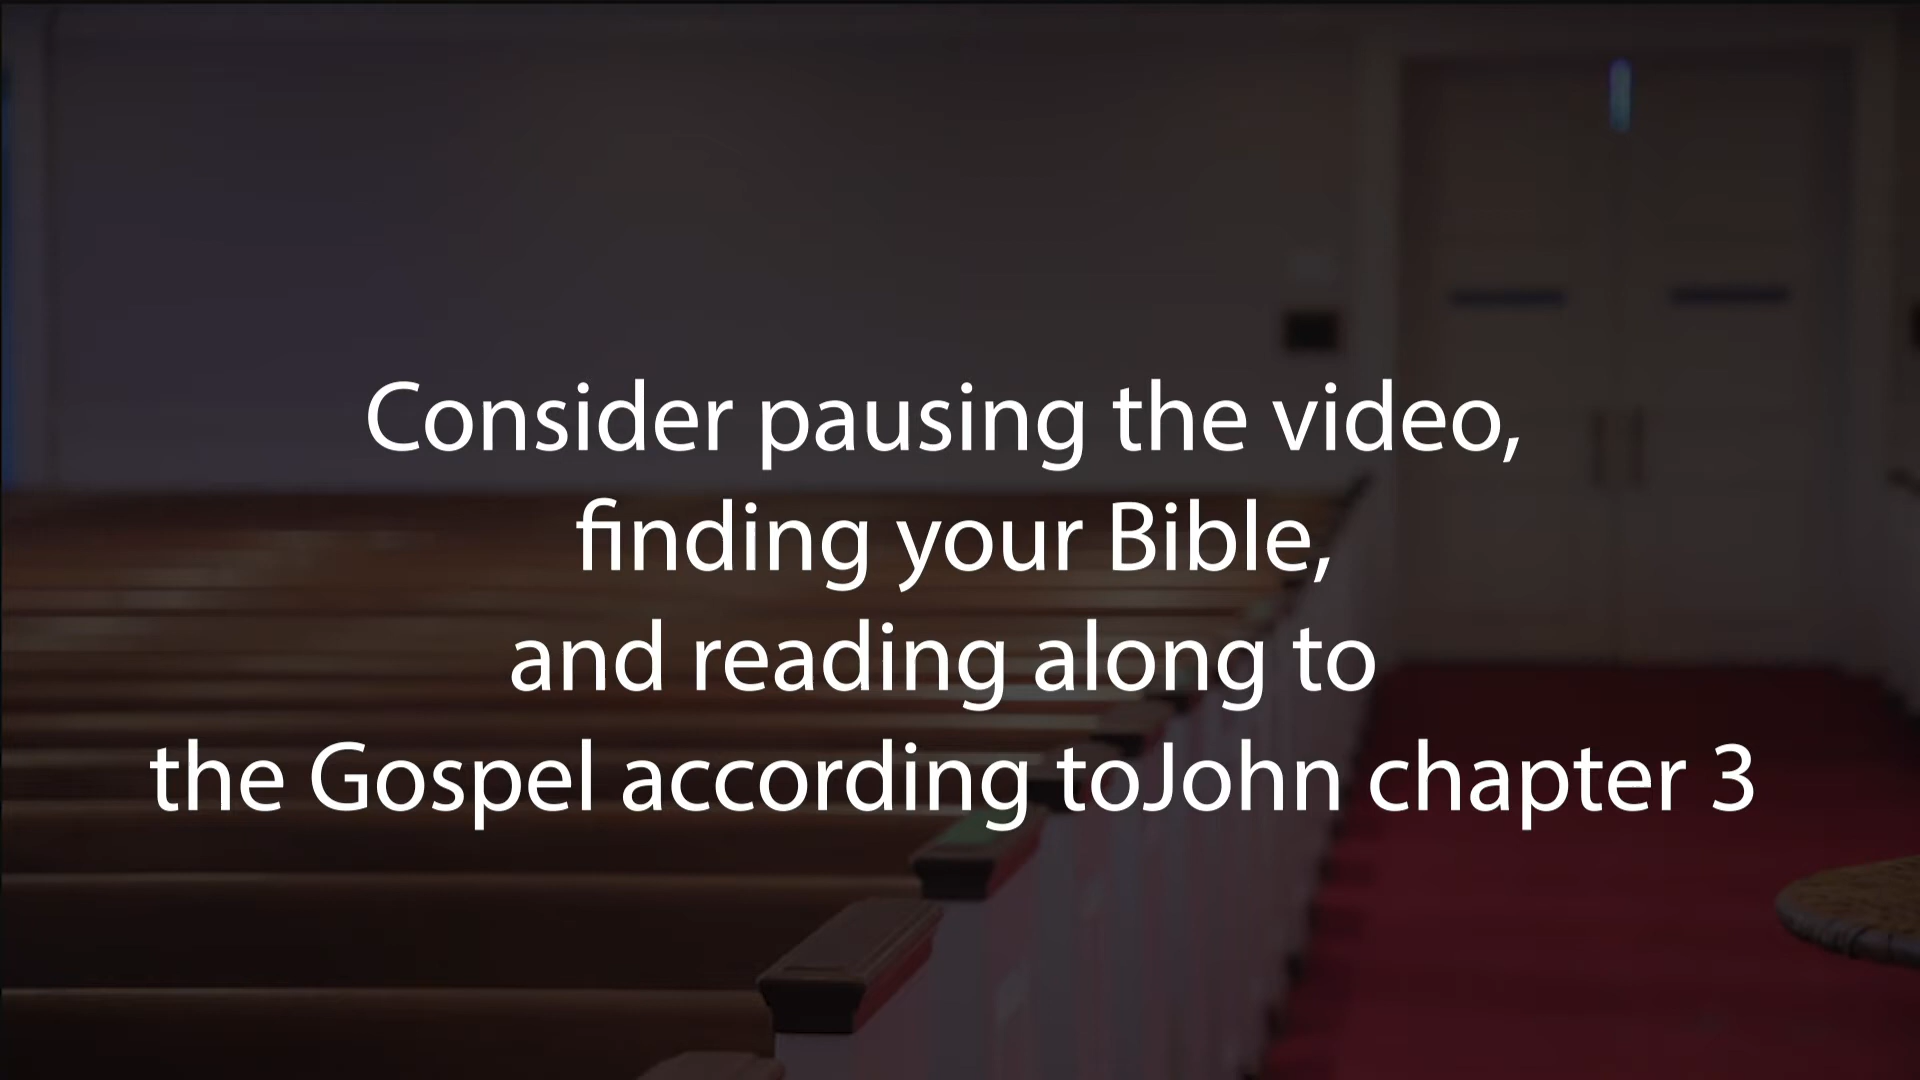 Consider pausing the video,
finding your Bible,
and reading along to
the Gospel according toJohn chapter 3